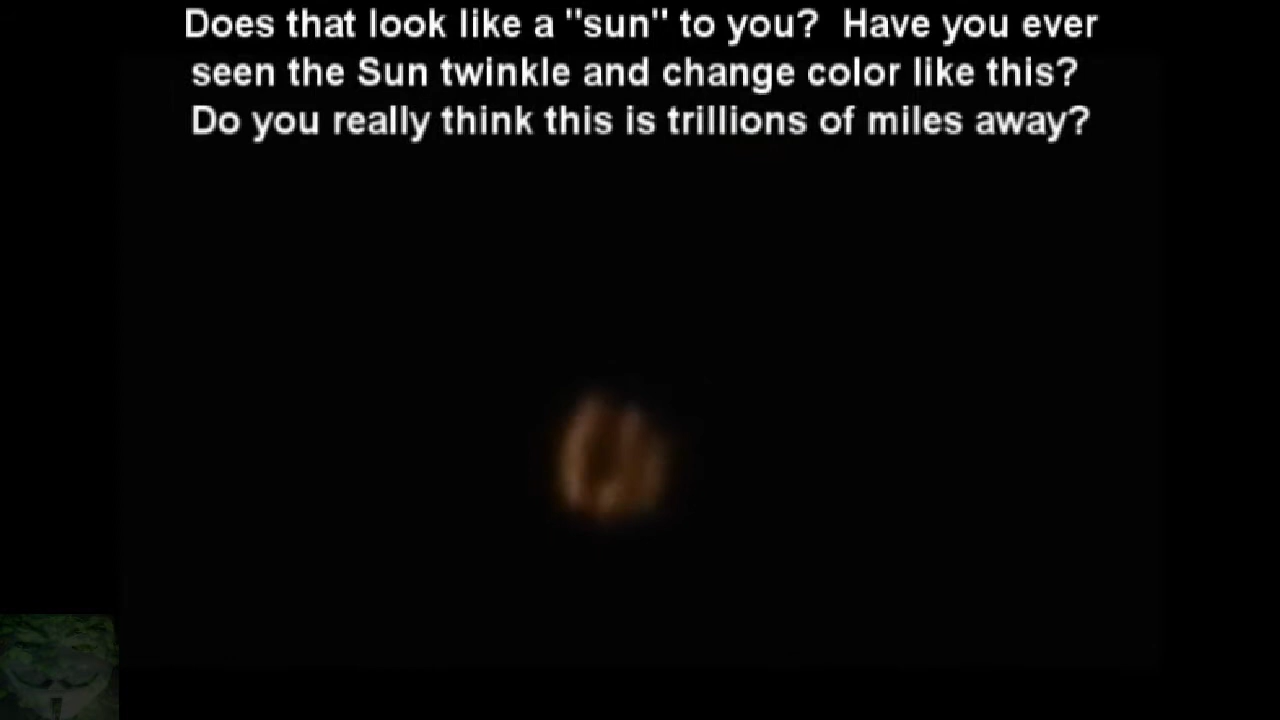 Does that look like a "sun" to you?  Have you ever
seen the Sun twinkle and change color like this?
Do you really think this is trillions of miles away?